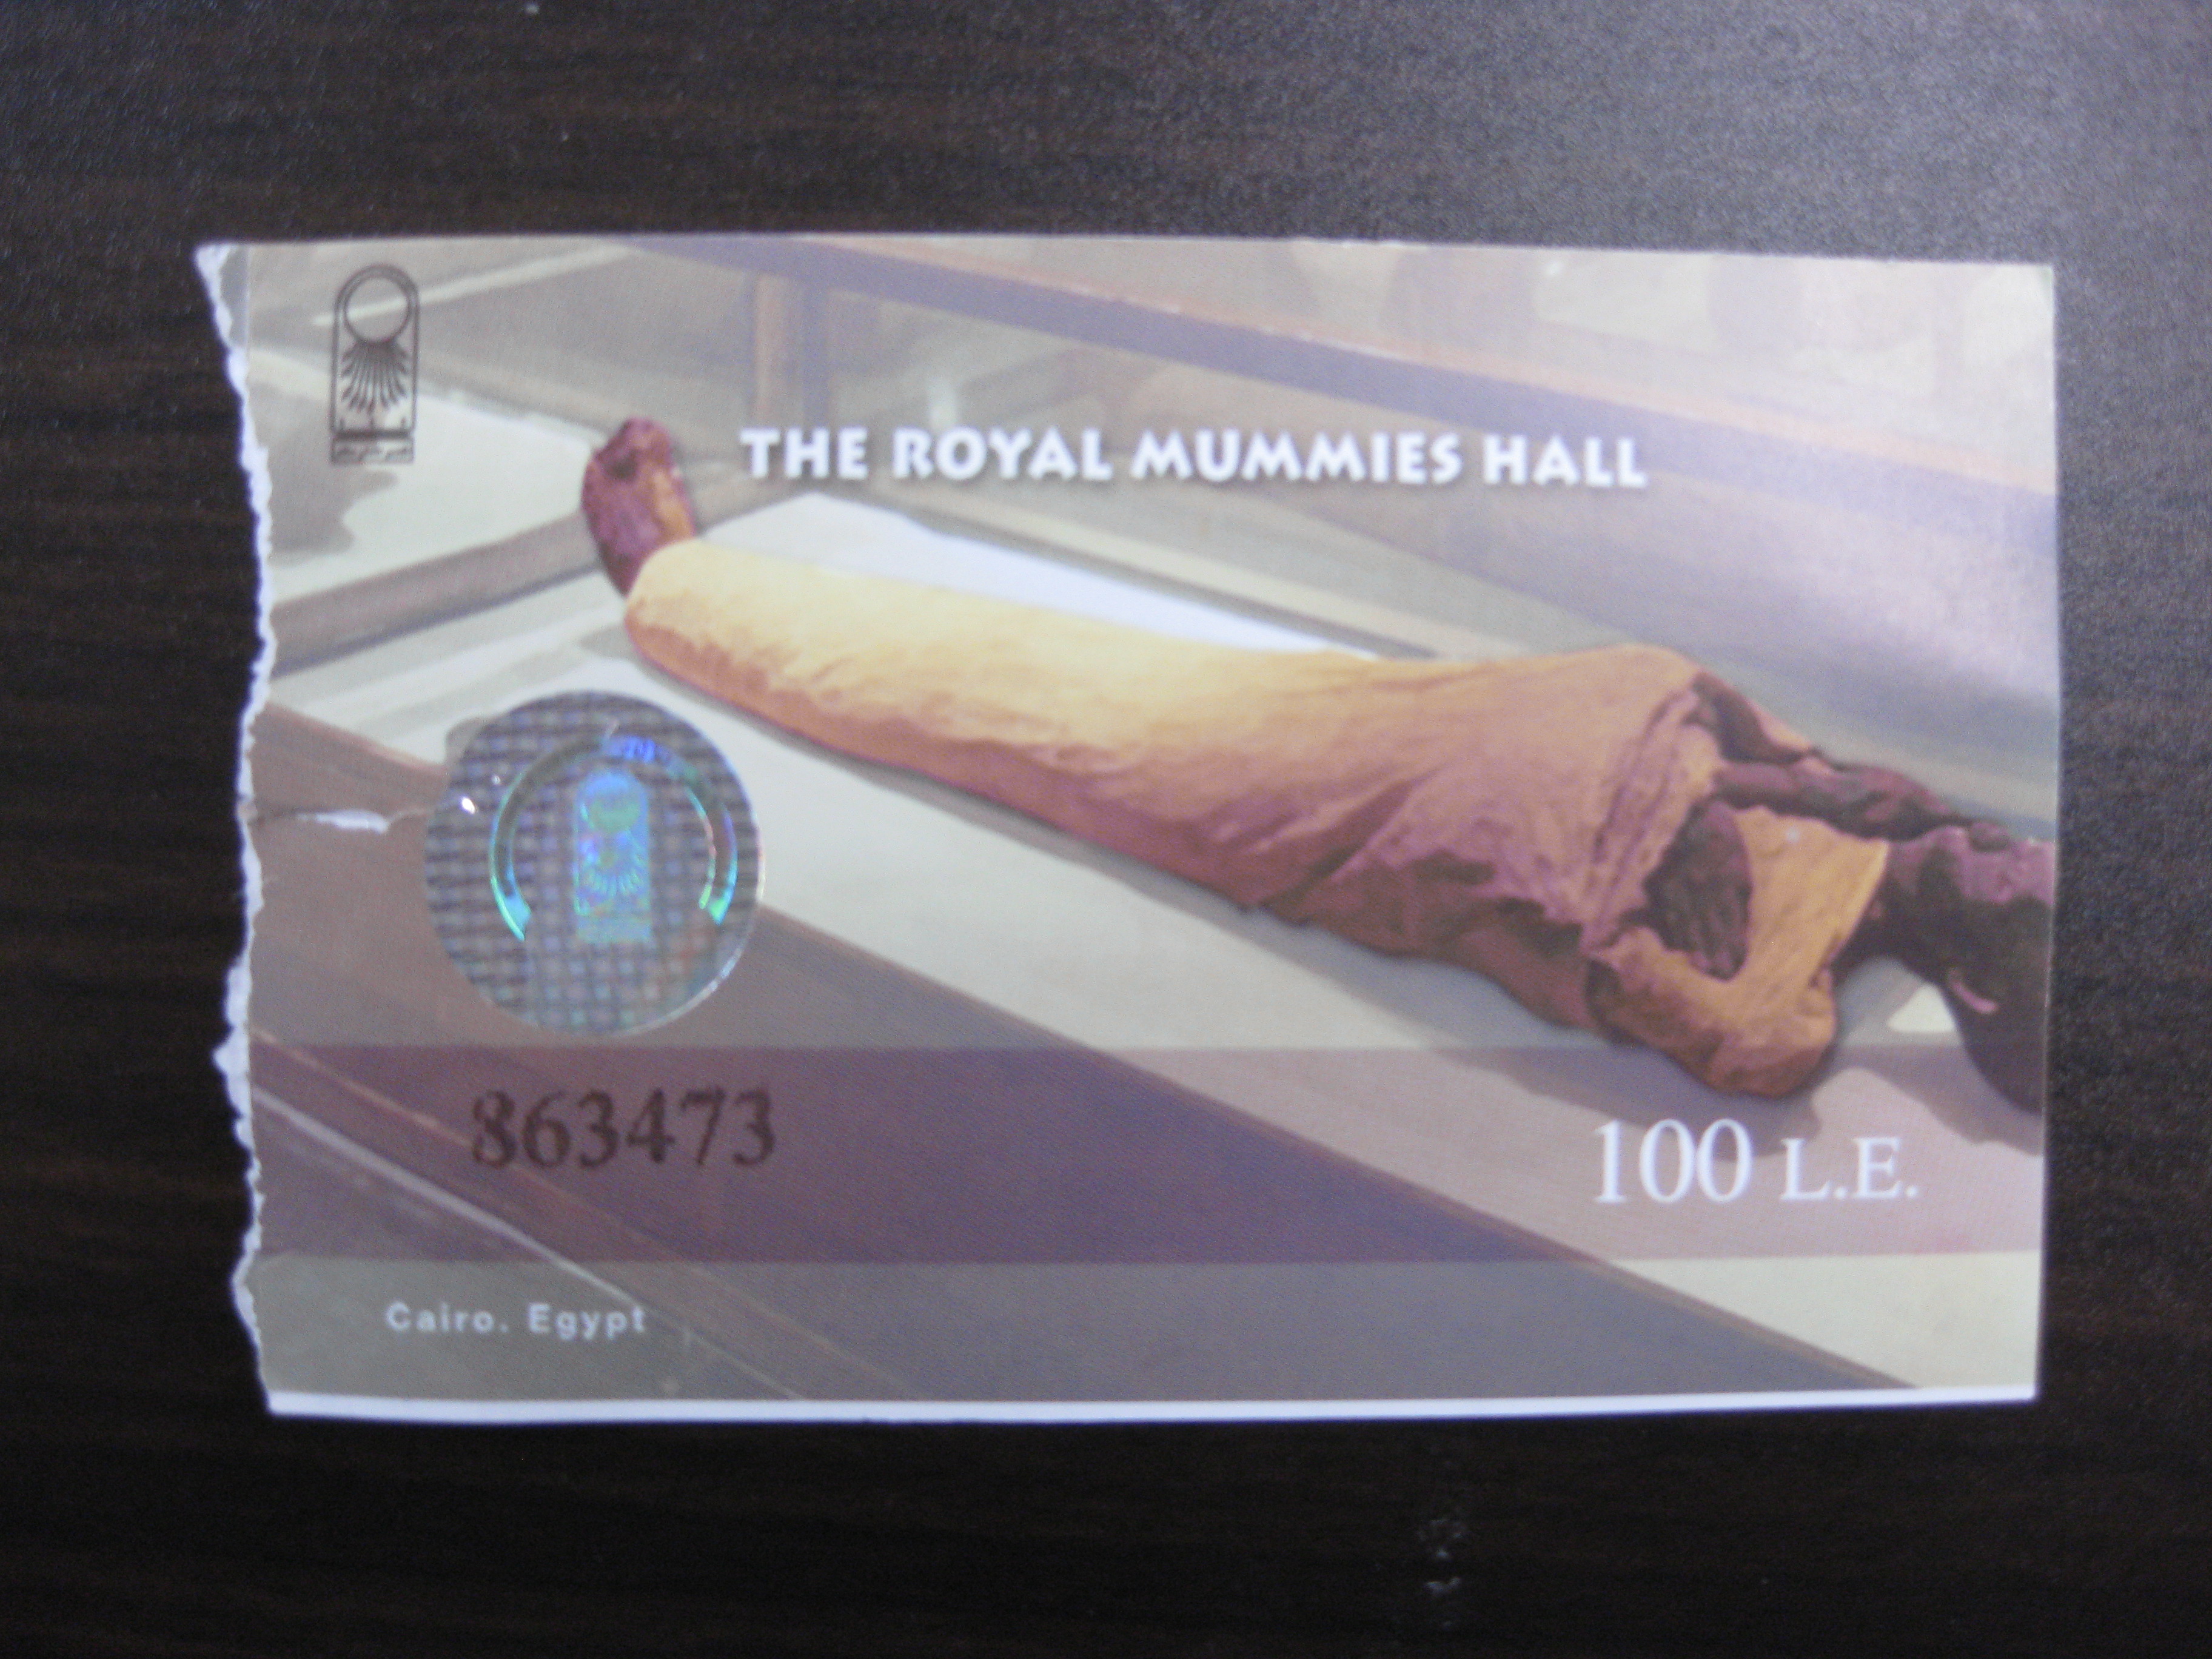 THE ROYAL MUMMIES HALL
863473
100 L.E.
Cairo. Egypt